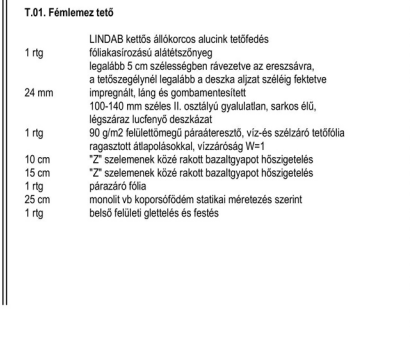 T.01. Fémlemez tető
LINDAB kettős állókorcos alucink tetőfedés
1 rtg fóliakasírozású alátétszőnyeg
legalább 5 cm szélességben rávezetve az ereszsávra,
a tetőszegélynél legalább a deszka aljzat széléig fektetve
24 mm impregnált, láng és gombamentesített
100-140 mm széles II. osztályú gyalulatlan, sarkos élű,
légszáraz lucfenyő deszkázat
1 rtg 90 g/m2 felülettömegű páraáteresztő, víz-és szélzáró tetőfólia
ragasztott átlapolásokkal, vízzáróság W=1
10 cm "Z" szelemenek közé rakott bazaltgyapot hőszigetelés
15 cm "Z" szelemenek közé rakott bazaltgyapot hőszigetelés
1 rtg párazáró fólia
25 cm monolit vb koporsófödém statikai méretezés szerint
1 rtg belső felületi glettelés és festés